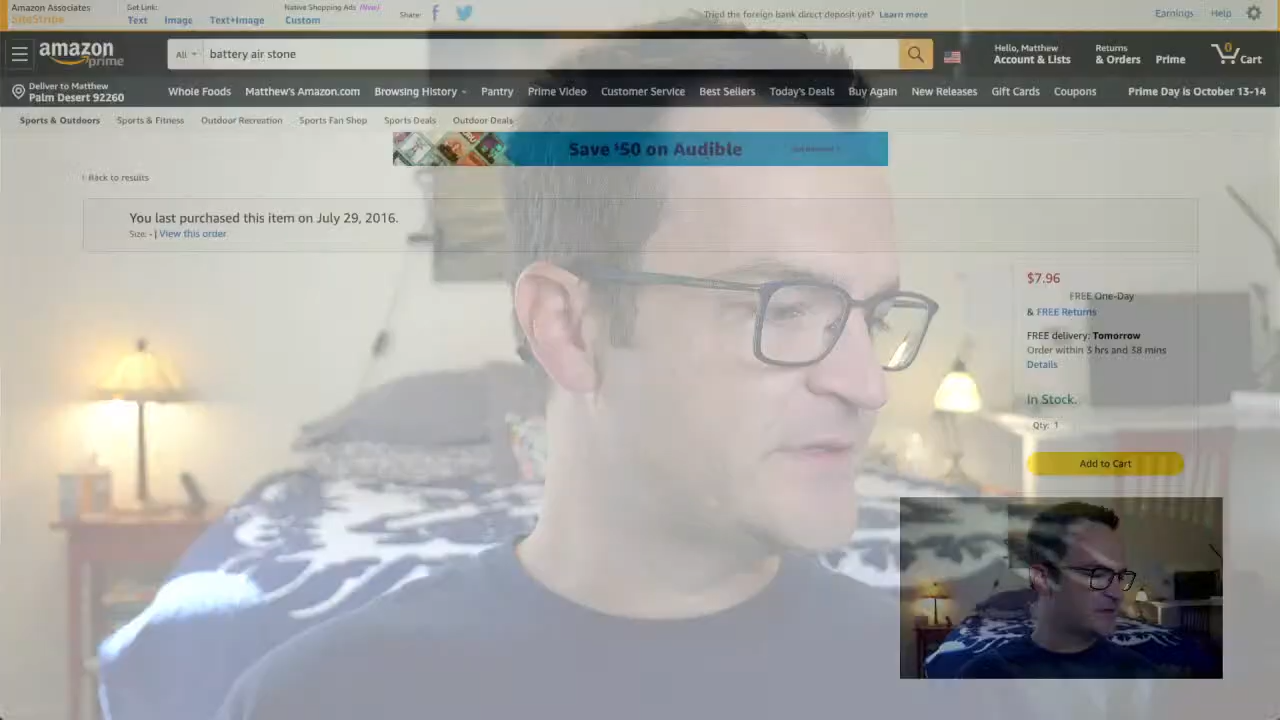 Amazon Associates
SiteStripe
Get Link:
Text Image Text+Image
Native Shopping Ads (New)
Custom
Share:
Tried the foreign bank direct deposit yet? Learn more
Earnings Help
amazon
prime
All
battery air stone
Hello, Matthew
Account & Lists
Returns
& Orders
Prime
0
Cart
Deliver to Matthew
Palm Desert 92260
Whole Foods Matthew's Amazon.com Browsing History Pantry Prime Video Customer Service Best Sellers Today's Deals Buy Again New Releases Gift Cards Coupons Prime Day is October 13-14
Sports & Outdoors Sports & Fitness Outdoor Recreation Sports Fan Shop Sports Deals Outdoor Deals
Save $50 on Audible
‹ Back to results
You last purchased this item on July 29, 2016.
Size: - | View this order
$7.96
FREE One-Day
& FREE Returns
FREE delivery: Tomorrow
Order within 3 hrs and 38 mins
Details
In Stock.
Qty: 1
Add to Cart